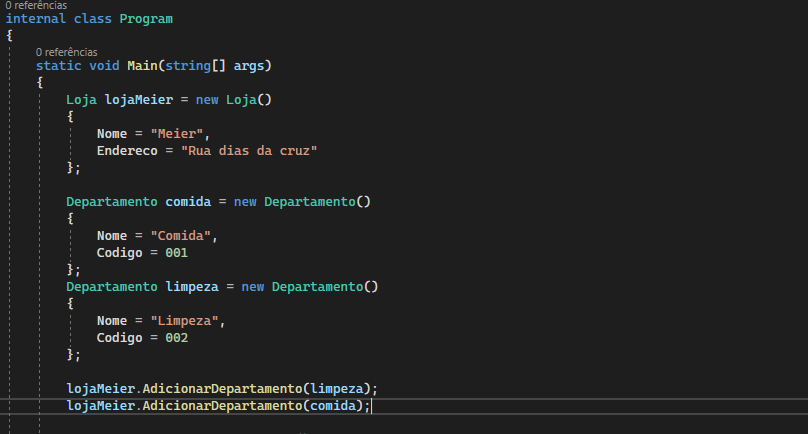 0 referências
internal class Program
{
0 referências
static void Main(string[] args)
{
Loja lojaMeier = new Loja()
{
Nome = "Meier",
Endereco = "Rua dias da cruz"
};
Departamento comida = new Departamento()
{
Nome = "Comida",
Codigo = 001
};
Departamento limpeza = new Departamento()
{
Nome = "Limpeza",
Codigo = 002
};
lojaMeier.AdicionarDepartamento(limpeza);
lojaMeier.AdicionarDepartamento(comida);